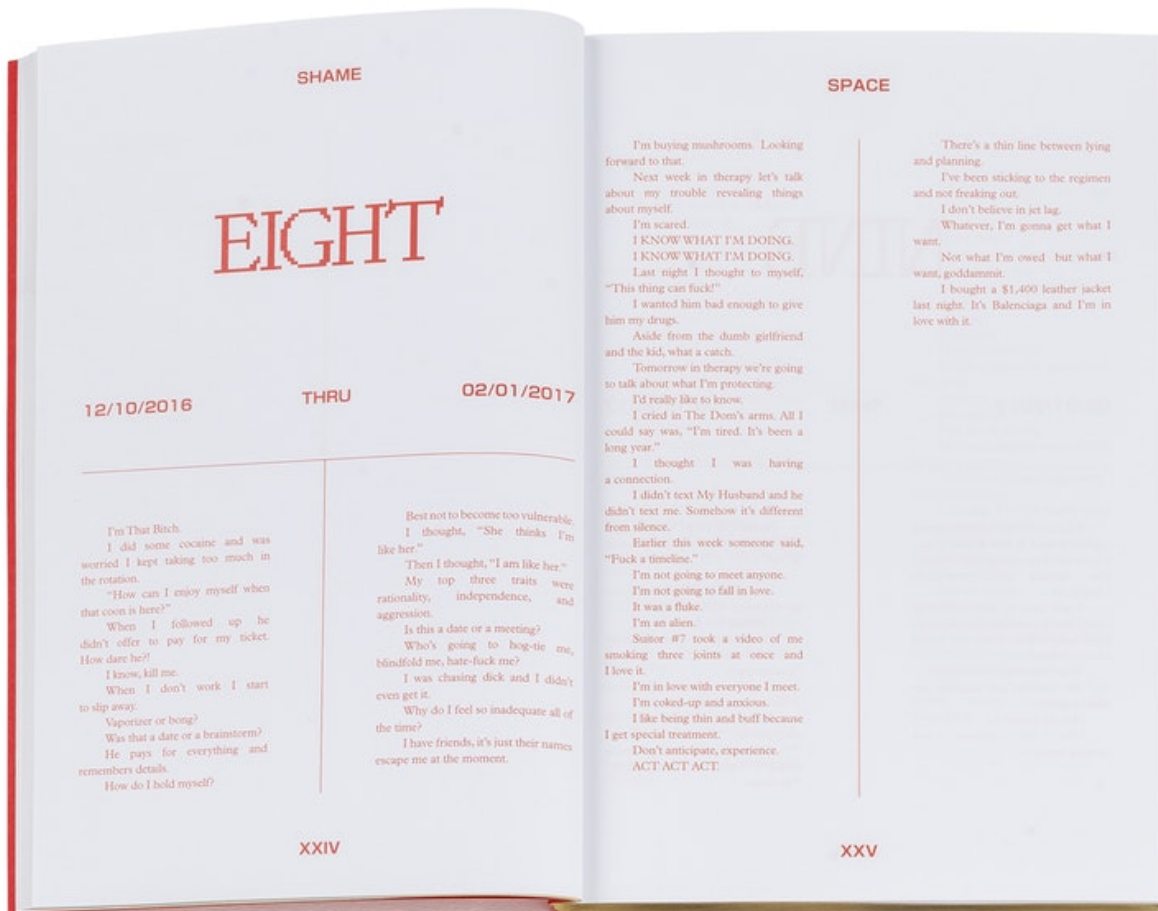 SHAME
EIGHT
12/10/2016 THRU 02/01/2017
I'm That Bitch.
I did some cocaine and was
worried I kept taking too much in
the rotation.
"How can I enjoy myself when
that coon is here?"
When I followed up he
didn't offer to pay for my ticket.
How dare he?!
I know, kill me.
When I don't work I start
to slip away.
Vaporizer or bong?
Was that a date or a brainstorm?
He pays for everything and
remembers details.
How do I hold myself?
Best not to become too vulnerable.
I thought, "She thinks I'm
like her."
Then I thought, "I am like her."
My top three traits were
rationality, independence, and
aggression.
Is this a date or a meeting?
Who's going to hog-tie me,
blindfold me, hate-fuck me?
I was chasing dick and I didn't
even get it.
Why do I feel so inadequate all of
the time?
I have friends, it's just their names
escape me at the moment.
XXIV
SPACE
I'm buying mushrooms. Looking
forward to that.
Next week in therapy let's talk
about my trouble revealing things
about myself.
I'm scared.
I KNOW WHAT I'M DOING.
I KNOW WHAT I'M DOING.
Last night I thought to myself,
"This thing can fuck!"
I wanted him bad enough to give
him my drugs.
Aside from the dumb girlfriend
and the kid, what a catch.
Tomorrow in therapy we're going
to talk about what I'm protecting.
I'd really like to know.
I cried in The Dom's arms. All I
could say was, "I'm tired. It's been a
long year."
I thought I was having
a connection.
I didn't text My Husband and he
didn't text me. Somehow it's different
from silence.
Earlier this week someone said,
"Fuck a timeline."
I'm not going to meet anyone.
I'm not going to fall in love.
It was a fluke.
I'm an alien.
Suitor #7 took a video of me
smoking three joints at once and
I love it.
I'm in love with everyone I meet.
I'm coked-up and anxious.
I like being thin and buff because
I get special treatment.
Don't anticipate, experience.
ACT ACT ACT.
There's a thin line between lying
and planning.
I've been sticking to the regimen
and not freaking out.
I don't believe in jet lag.
Whatever, I'm gonna get what I
want.
Not what I'm owed but what I
want, goddammit.
I bought a $1,400 leather jacket
last night. It's Balenciaga and I'm in
love with it.
XXV